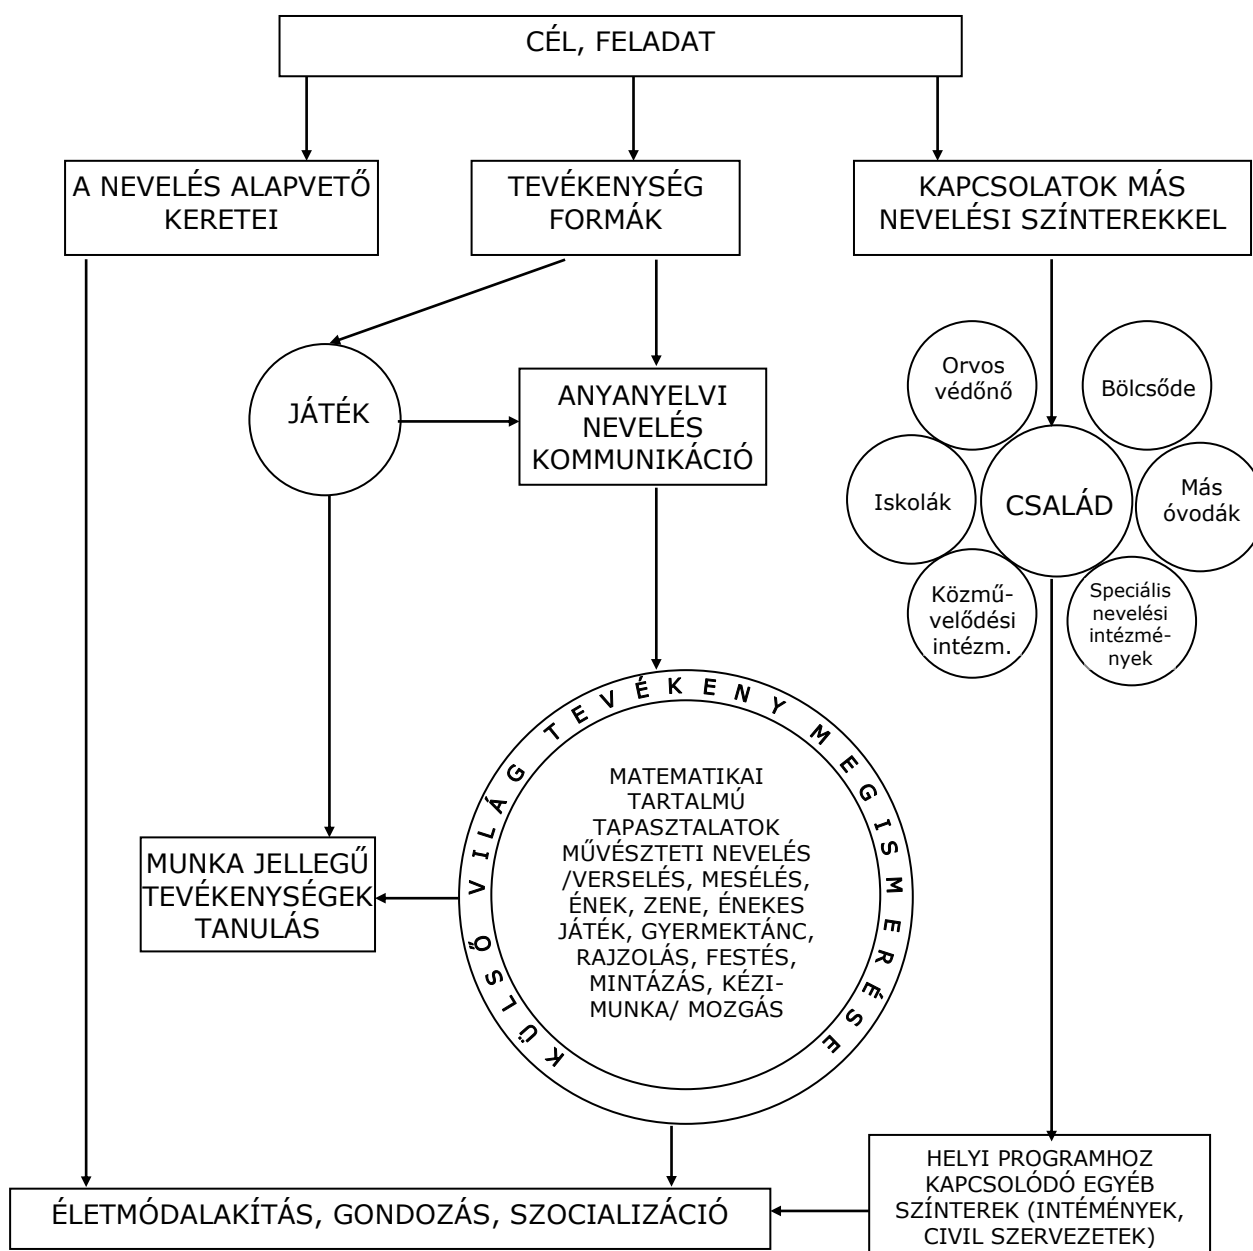 CÉL, FELADAT
A NEVELÉS ALAPVETŐ
KERETEI
TEVÉKENYSÉG
FORMÁK
KAPCSOLATOK MÁS
NEVELÉSI SZÍNTEREKKEL
JÁTÉK
ANYANYELVI
NEVELÉS
KOMMUNIKÁCIÓ
Orvos
védőnő
Bölcsőde
Iskolák
CSALÁD
Más
óvodák
Közmű-
velődési
intézm.
Speciális
nevelési
intézmé-
nyek
KÜLSŐ VILÁG TEVÉKENY MEGISMERÉSE
MATEMATIKAI
TARTALMÚ
TAPASZTALATOK
MŰVÉSZTETI NEVELÉS
/VERSELÉS, MESÉLÉS,
ÉNEK, ZENE, ÉNEKES
JÁTÉK, GYERMEKTÁNC,
RAJZOLÁS, FESTÉS,
MINTÁZÁS, KÉZI-
MUNKA/ MOZGÁS
MUNKA JELLEGŰ
TEVÉKENYSÉGEK
TANULÁS
ÉLETMÓDALAKÍTÁS, GONDOZÁS, SZOCIALIZÁCIÓ
HELYI PROGRAMHOZ
KAPCSOLÓDÓ EGYÉB
SZÍNTEREK (INTÉMÉNYEK,
CIVIL SZERVEZETEK)